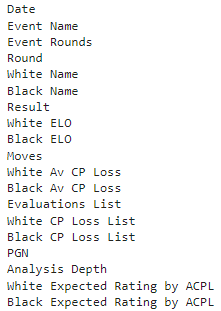 Date
Event Name
Event Rounds
Round
White Name
Black Name
Result
White ELO
Black ELO
Moves
White Av CP Loss
Black Av CP Loss
Evaluations List
White CP Loss List
Black CP Loss List
PGN
Analysis Depth
White Expected Rating by ACPL
Black Expected Rating by ACPL